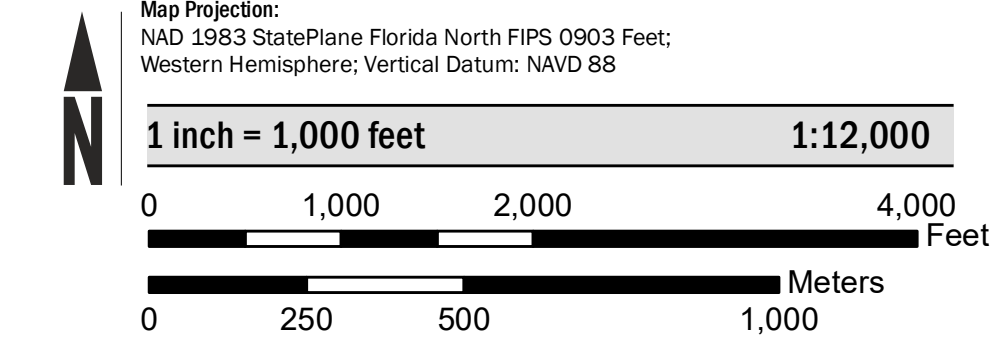 Map Projection:
NAD 1983 StatePlane Florida North FIPS 0903 Feet;
Western Hemisphere; Vertical Datum: NAVD 88
N
1 inch = 1,000 feet 1:12,000
0 1,000 2,000 4,000
Feet
Meters
0 250 500 1,000